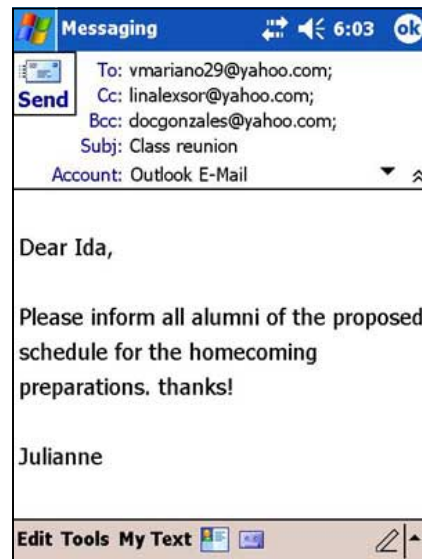 Messaging 6:03 ok
Send
To: vmariano29@yahoo.com;
Cc: linalexsor@yahoo.com;
Bcc: docgonzales@yahoo.com;
Subj: Class reunion
Account: Outlook E-Mail
Dear Ida,
Please inform all alumni of the proposed
schedule for the homecoming
preparations. thanks!
Julianne
Edit Tools My Text